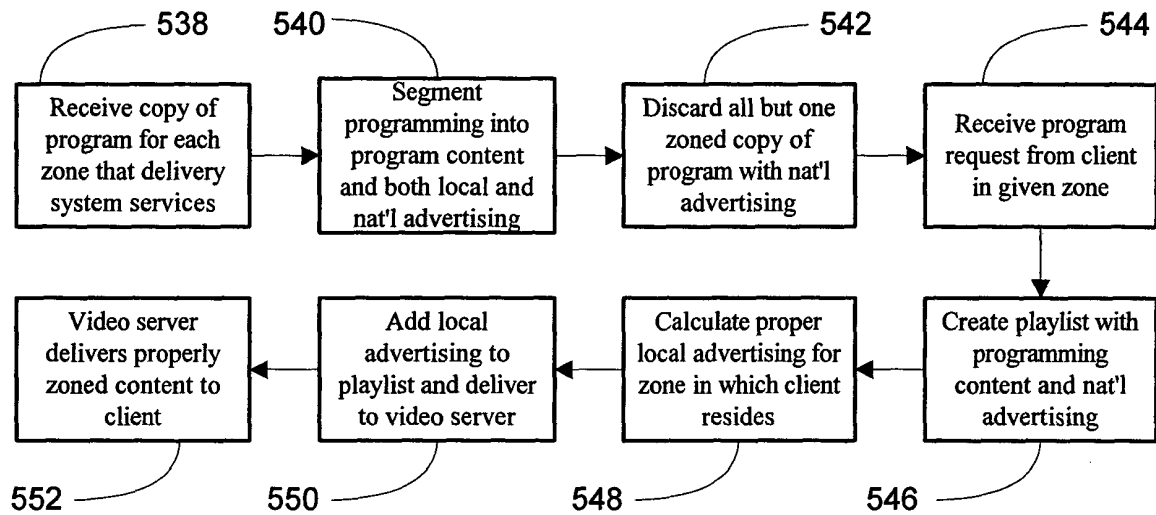 538
540
542
544
Receive copy of
program for each
zone that delivery
system services
Segment
programming into
program content
and both local and
nat'l advertising
Discard all but one
zoned copy of
program with nat'l
advertising
Receive program
request from client
in given zone
Video server
delivers properly
zoned content to
client
Add local
advertising to
playlist and deliver
to video server
Calculate proper
local advertising for
zone in which client
resides
Create playlist with
programming
content and nat'l
advertising
552
550
548
546